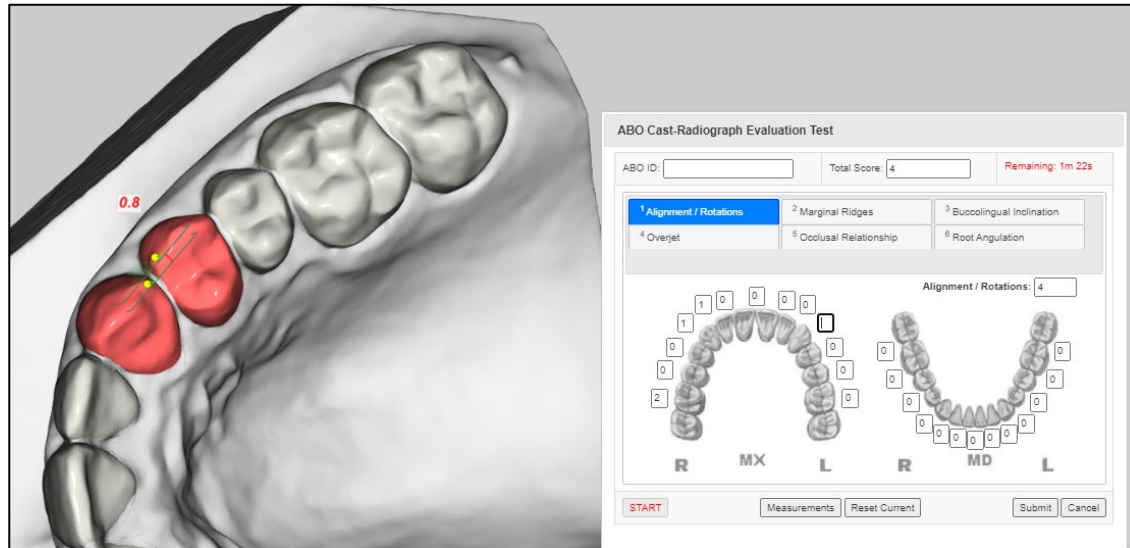 0.8
ABO Cast-Radiograph Evaluation Test
ABO ID: Total Score: 4 Remaining: 1m 22s
1 Alignment / Rotations 2 Marginal Ridges 3 Buccolingual Inclination
4 Overjet 5 Occlusal Relationship 6 Root Angulation
Alignment / Rotations: 4
1 0 0 0 0
1
0 0 0 0
0 0 0 0
2 0 0 0
0 0 0 0 0 0 0
R MX L R MD L
START Measurements Reset Current Submit Cancel